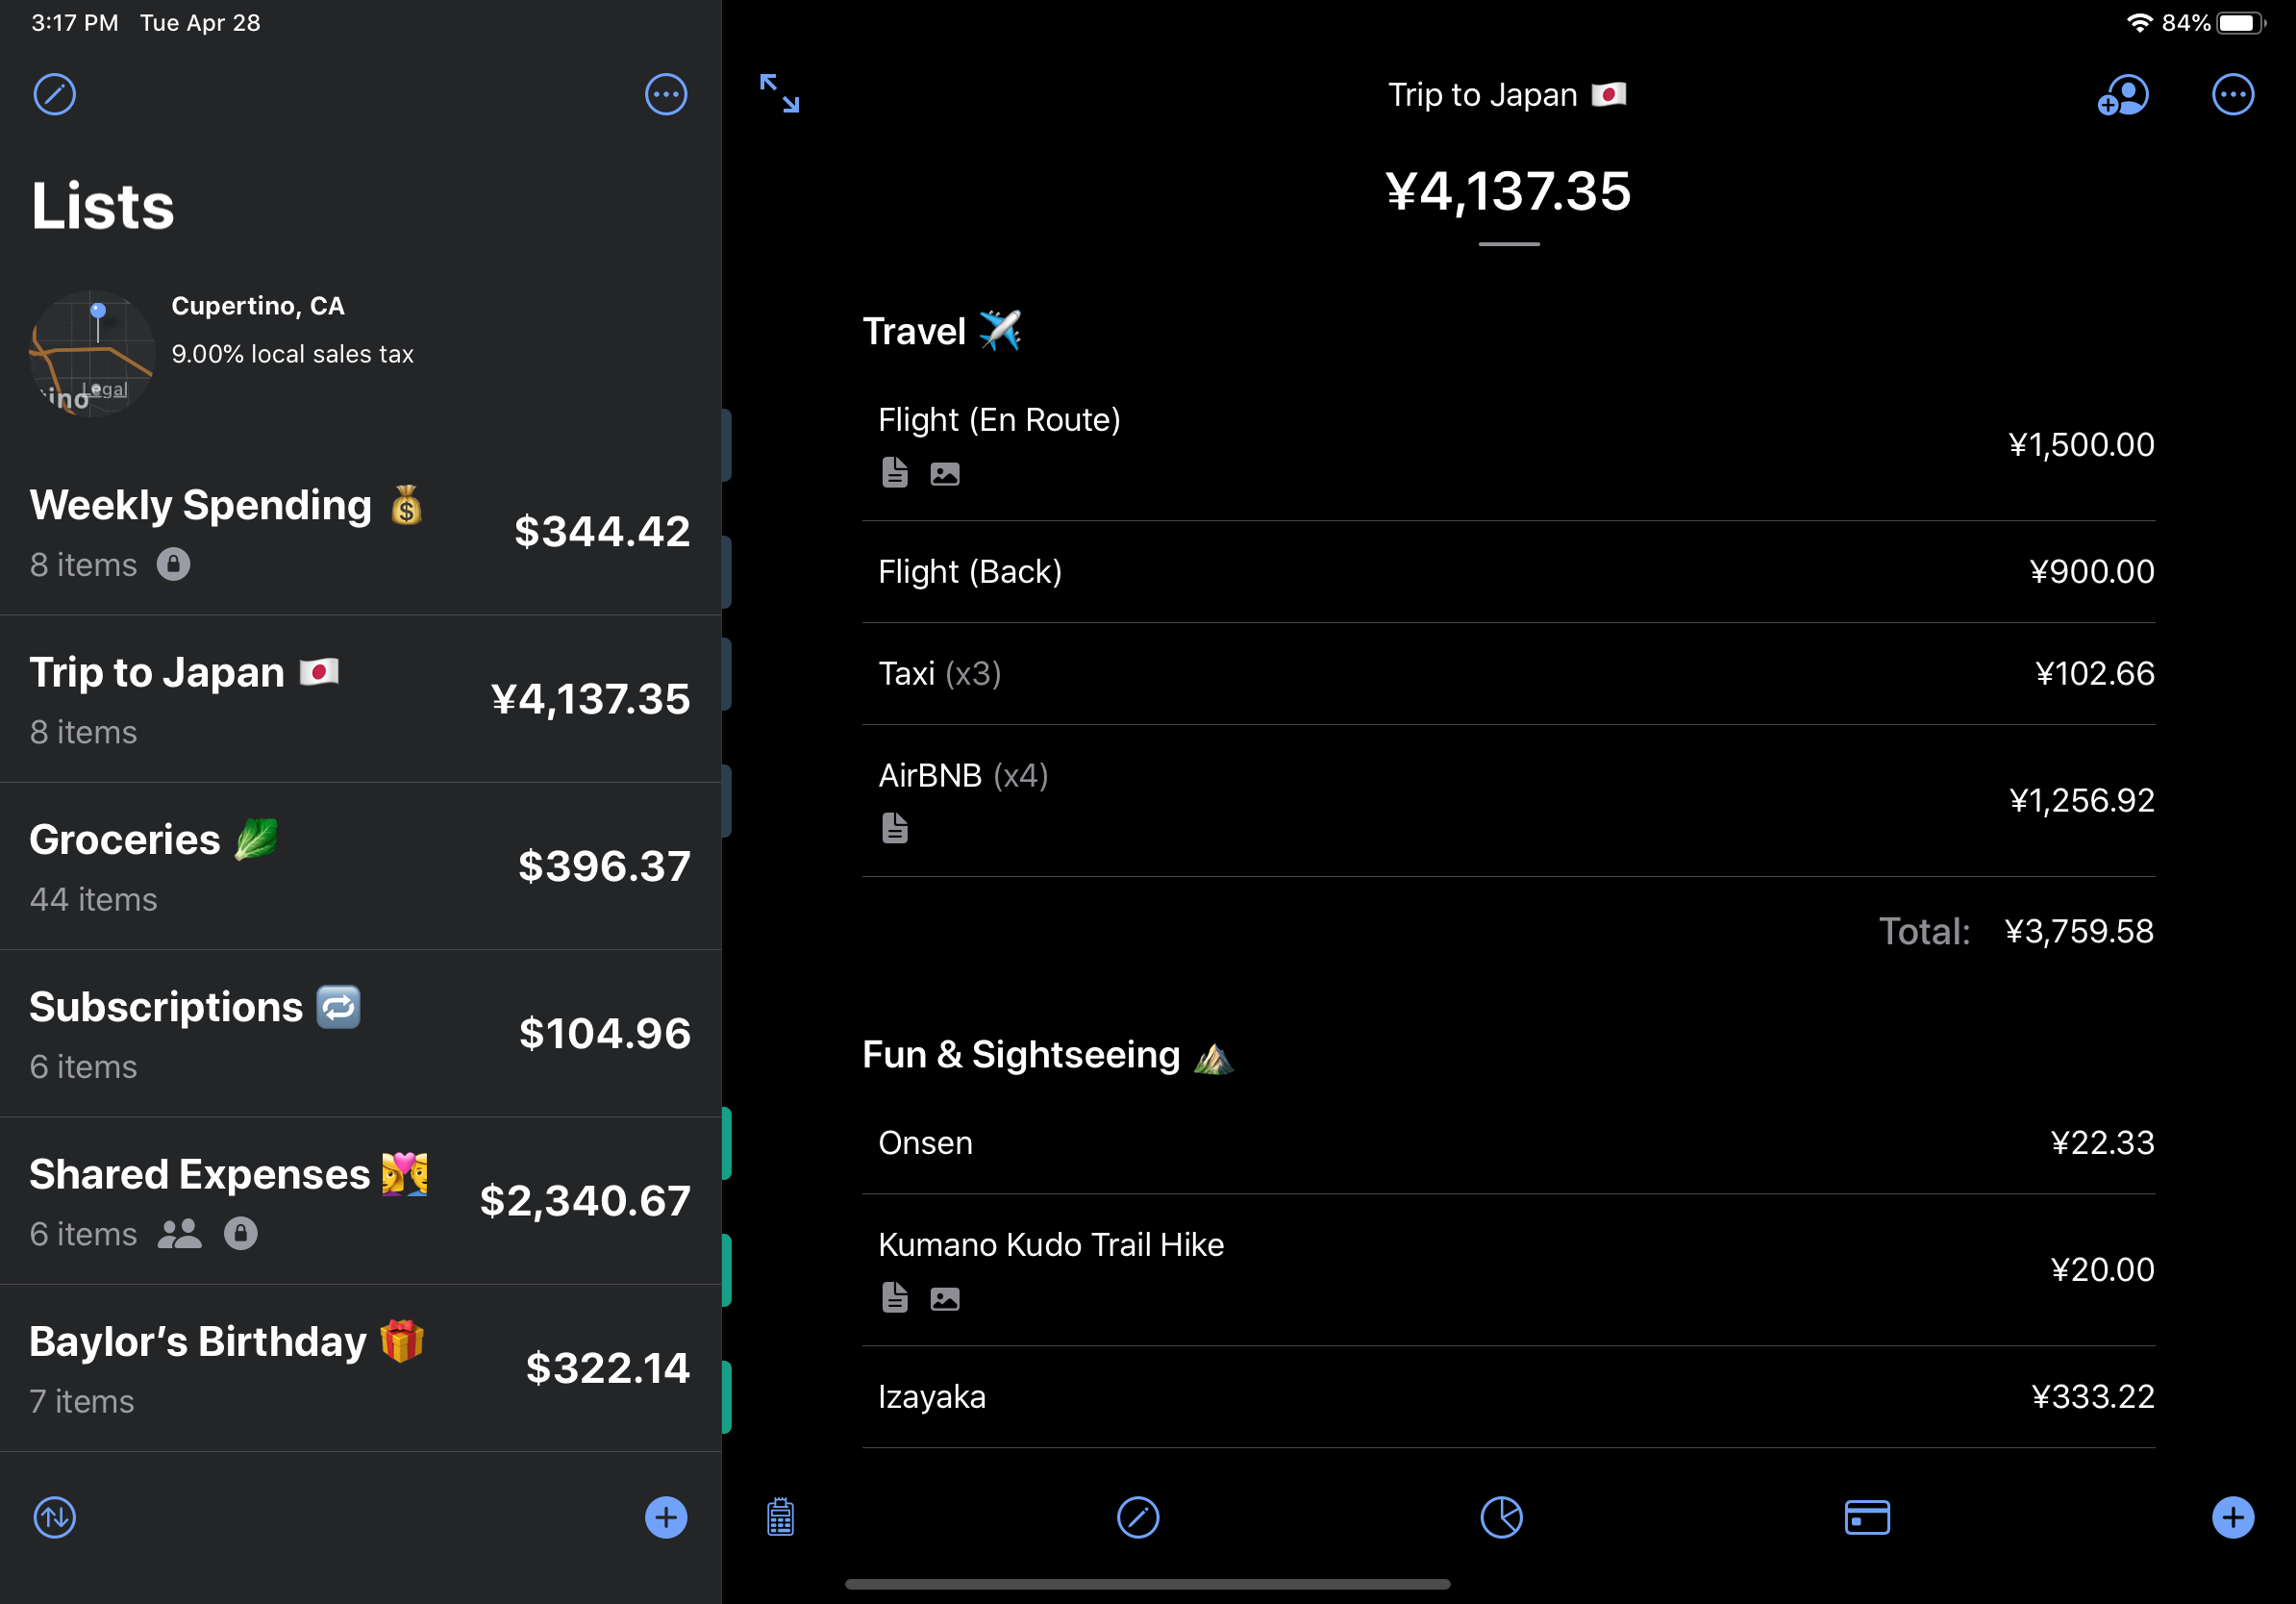 3:17 PM Tue Apr 28
84%
Lists
Cupertino, CA
9.00% local sales tax
Legal
ino
Weekly Spending
$344.42
8 items
Trip to Japan
¥4,137.35
8 items
Groceries
$396.37
44 items
Subscriptions
$104.96
6 items
Shared Expenses
$2,340.67
6 items
Baylor’s Birthday
$322.14
7 items
Trip to Japan
¥4,137.35
Travel
Flight (En Route)
¥1,500.00
Flight (Back)
¥900.00
Taxi (x3)
¥102.66
AirBNB (x4)
¥1,256.92
Total: ¥3,759.58
Fun & Sightseeing
Onsen
¥22.33
Kumano Kudo Trail Hike
¥20.00
Izayaka
¥333.22